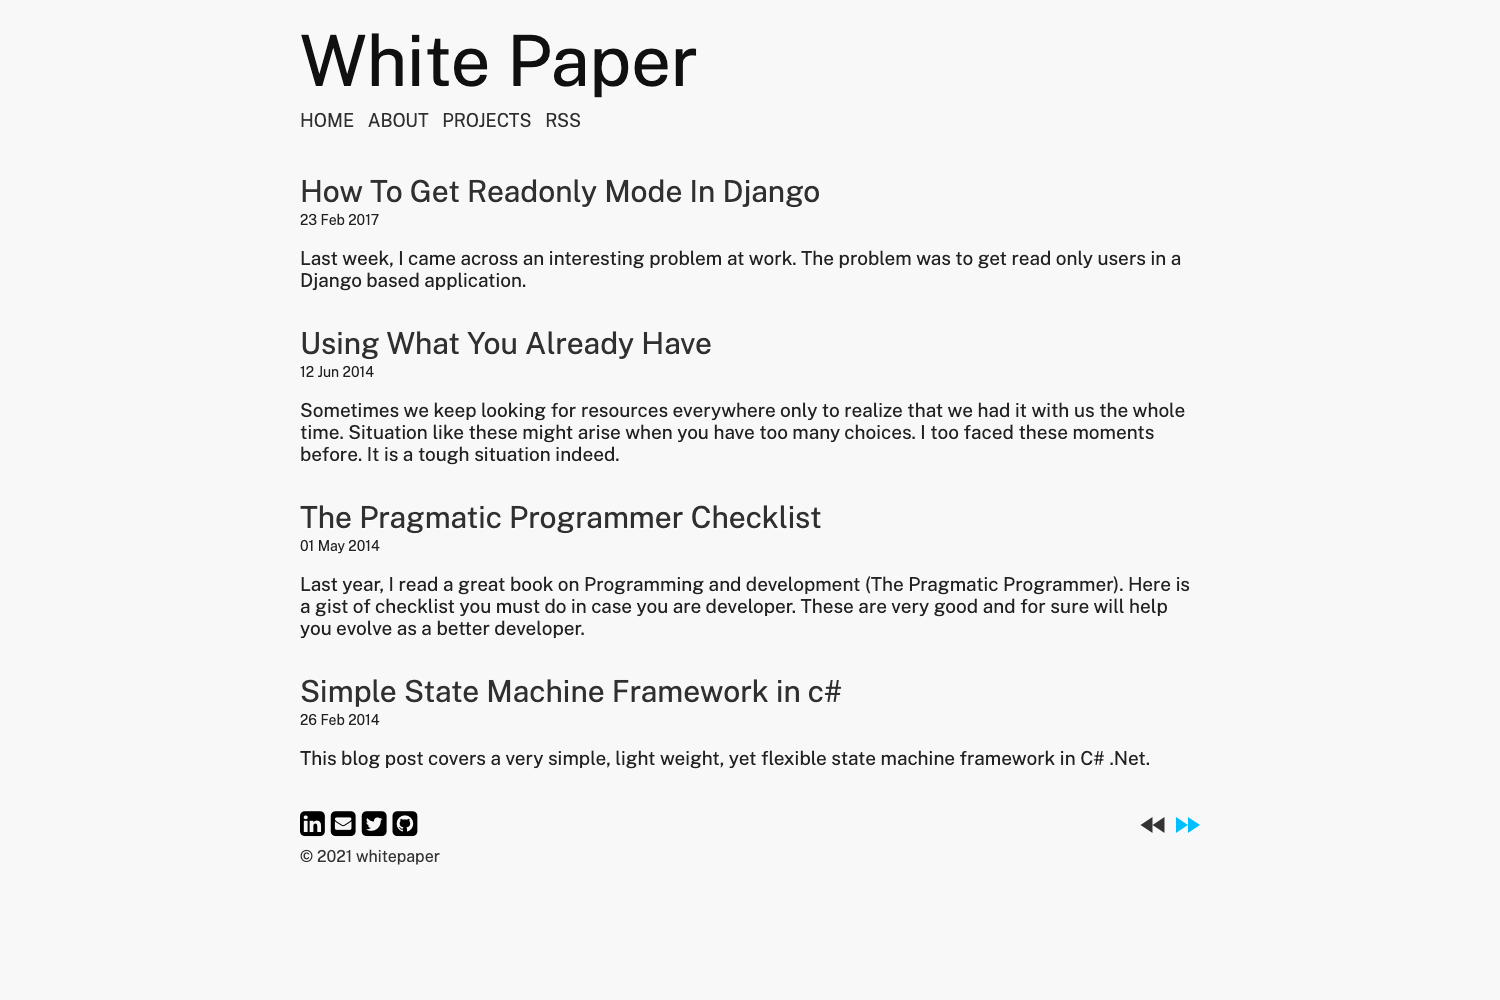 White Paper
HOME ABOUT PROJECTS RSS
How To Get Readonly Mode In Django
23 Feb 2017
Last week, I came across an interesting problem at work. The problem was to get read only users in a
Django based application.
Using What You Already Have
12 Jun 2014
Sometimes we keep looking for resources everywhere only to realize that we had it with us the whole
time. Situation like these might arise when you have too many choices. I too faced these moments
before. It is a tough situation indeed.
The Pragmatic Programmer Checklist
01 May 2014
Last year, I read a great book on Programming and development (The Pragmatic Programmer). Here is
a gist of checklist you must do in case you are developer. These are very good and for sure will help
you evolve as a better developer.
Simple State Machine Framework in c#
26 Feb 2014
This blog post covers a very simple, light weight, yet flexible state machine framework in C# .Net.
© 2021 whitepaper